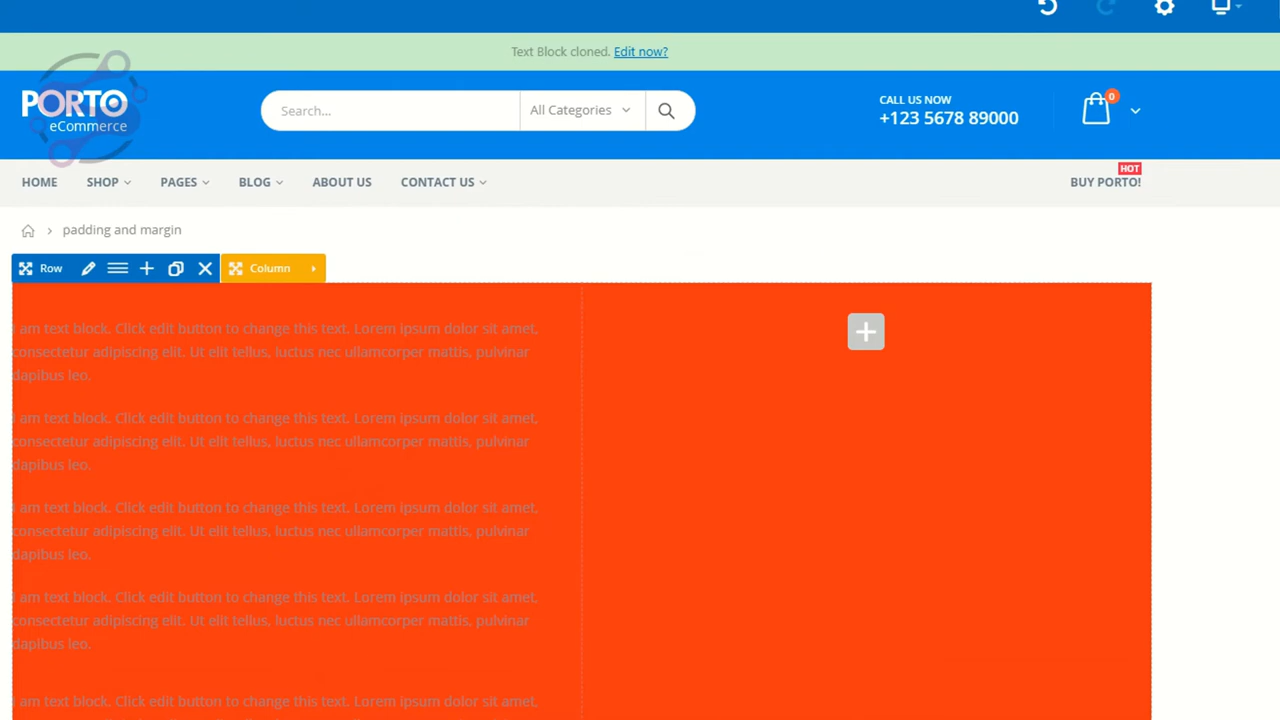 Text Block cloned. Edit now?
PORTO
eCommerce
Search...
All Categories
CALL US NOW
+123 5678 89000
0
HOT
HOME
SHOP
PAGES
BLOG
ABOUT US
CONTACT US
BUY PORTO!
padding and margin
Row
Column
I am text block. Click edit button to change this text. Lorem ipsum dolor sit amet,
consectetur adipiscing elit. Ut elit tellus, luctus nec ullamcorper mattis, pulvinar
dapibus leo.
I am text block. Click edit button to change this text. Lorem ipsum dolor sit amet,
consectetur adipiscing elit. Ut elit tellus, luctus nec ullamcorper mattis, pulvinar
dapibus leo.
I am text block. Click edit button to change this text. Lorem ipsum dolor sit amet,
consectetur adipiscing elit. Ut elit tellus, luctus nec ullamcorper mattis, pulvinar
dapibus leo.
I am text block. Click edit button to change this text. Lorem ipsum dolor sit amet,
consectetur adipiscing elit. Ut elit tellus, luctus nec ullamcorper mattis, pulvinar
dapibus leo.
I am text block. Click edit button to change this text. Lorem ipsum dolor sit amet,